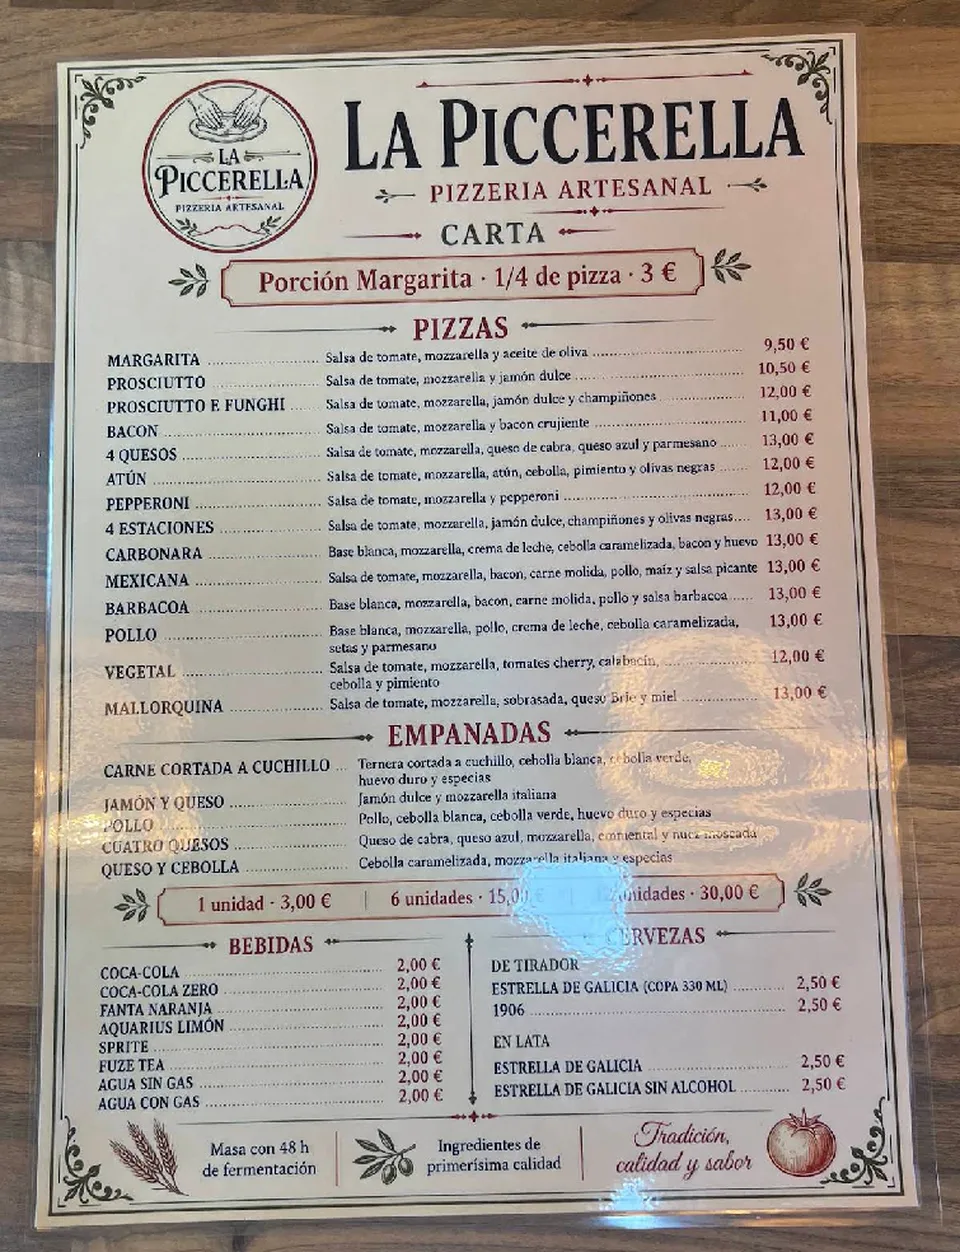 LA
PICCERELLA
PIZZERIA ARTESANAL
LA PICCERELLA
PIZZERIA ARTESANAL
CARTA
Porción Margarita · 1/4 de pizza · 3 €
PIZZAS
MARGARITA Salsa de tomate, mozzarella y aceite de oliva 9,50 €
PROSCIUTTO Salsa de tomate, mozzarella y jamón dulce 10,50 €
PROSCIUTTO E FUNGHI Salsa de tomate, mozzarella, jamón dulce y champiñones 12,00 €
BACON Salsa de tomate, mozzarella y bacon crujiente 11,00 €
4 QUESOS Salsa de tomate, mozzarella, queso de cabra, queso azul y parmesano 13,00 €
ATÚN Salsa de tomate, mozzarella, atún, cebolla, pimiento y olivas negras 12,00 €
PEPPERONI Salsa de tomate, mozzarella y pepperoni 12,00 €
4 ESTACIONES Salsa de tomate, mozzarella, jamón dulce, champiñones y olivas negras 13,00 €
CARBONARA Base blanca, mozzarella, crema de leche, cebolla caramelizada, bacon y huevo 13,00 €
MEXICANA Salsa de tomate, mozzarella, bacon, carne molida, pollo, maíz y salsa picante 13,00 €
BARBACOA Base blanca, mozzarella, bacon, carne molida, pollo y salsa barbacoa 13,00 €
POLLO Base blanca, mozzarella, pollo, crema de leche, cebolla caramelizada, 13,00 €
setas y parmesano
VEGETAL Salsa de tomate, mozzarella, tomates cherry, calabacín, 12,00 €
cebolla y pimiento
MALLORQUINA Salsa de tomate, mozzarella, sobrasada, queso Brie y miel 13,00 €
EMPANADAS
CARNE CORTADA A CUCHILLO Ternera cortada a cuchillo, cebolla blanca, cebolla verde,
huevo duro y especias
JAMÓN Y QUESO Jamón dulce y mozzarella italiana
POLLO Pollo, cebolla blanca, cebolla verde, huevo duro y especias
CUATRO QUESOS Queso de cabra, queso azul, mozzarella, emmental y nuez moscada
QUESO Y CEBOLLA Cebolla caramelizada, mozzarella italiana y especias
1 unidad · 3,00 € | 6 unidades · 15,00 € | unidades · 30,00 €
BEBIDAS
COCA-COLA 2,00 €
COCA-COLA ZERO 2,00 €
FANTA NARANJA 2,00 €
AQUARIUS LIMÓN 2,00 €
SPRITE 2,00 €
FUZE TEA 2,00 €
AGUA SIN GAS 2,00 €
AGUA CON GAS 2,00 €
CERVEZAS
DE TIRADOR
ESTRELLA DE GALICIA (COPA 330 ML) 2,50 €
1906 2,50 €
EN LATA
ESTRELLA DE GALICIA 2,50 €
ESTRELLA DE GALICIA SIN ALCOHOL 2,50 €
Masa con 48 h
de fermentación
Ingredientes de
primerísima calidad
Tradición,
calidad y sabor